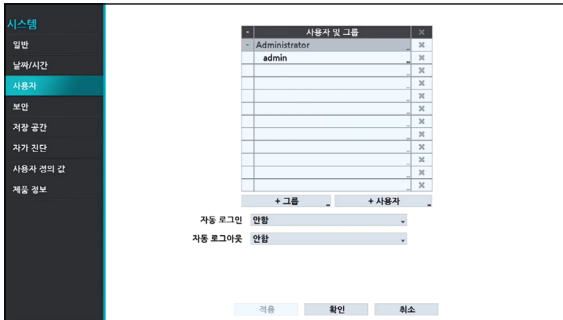 시스템
일반
날짜/시간
사용자
보안
저장 공간
자가 진단
사용자 정의 값
제품 정보
- 사용자 및 그룹
- Administrator
admin
+ 그룹 + 사용자
자동 로그인 안함
자동 로그아웃 안함
적용 확인 취소